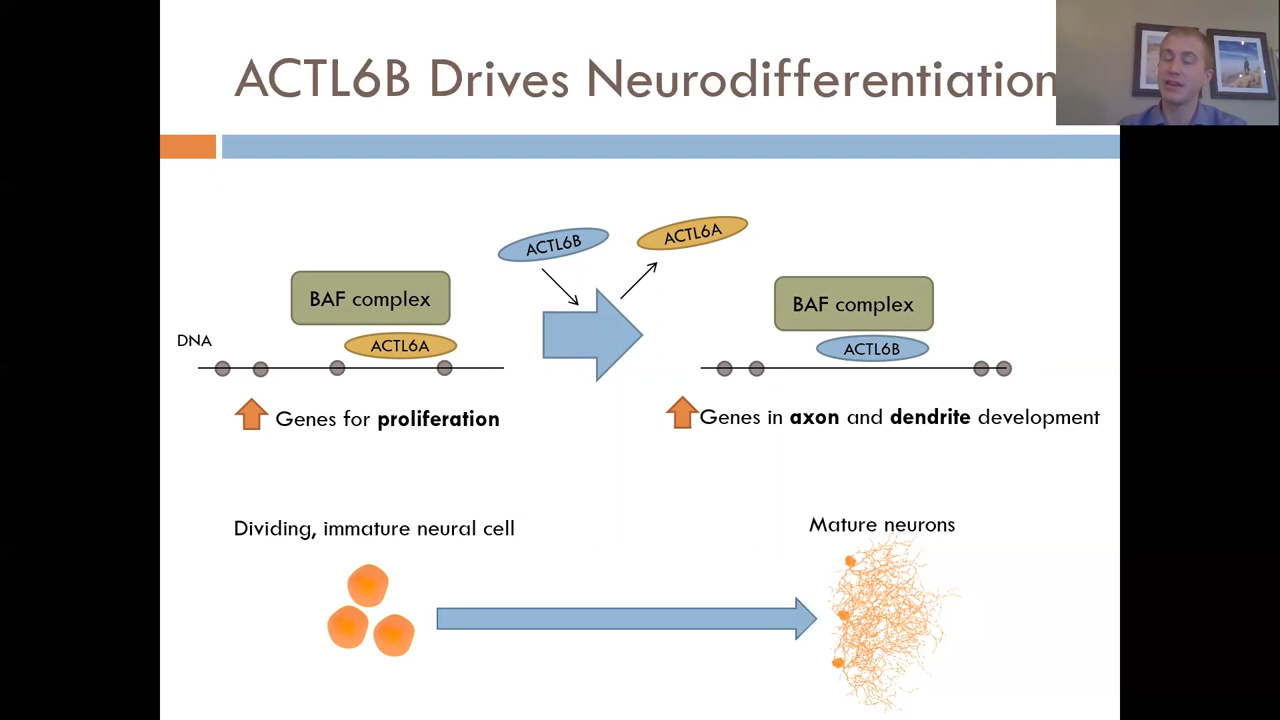 ACTL6B Drives Neurodifferentiation
ACTL6B
ACTL6A
BAF complex
BAF complex
DNA
ACTL6A
ACTL6B
Genes for proliferation
Genes in axon and dendrite development
Dividing, immature neural cell
Mature neurons